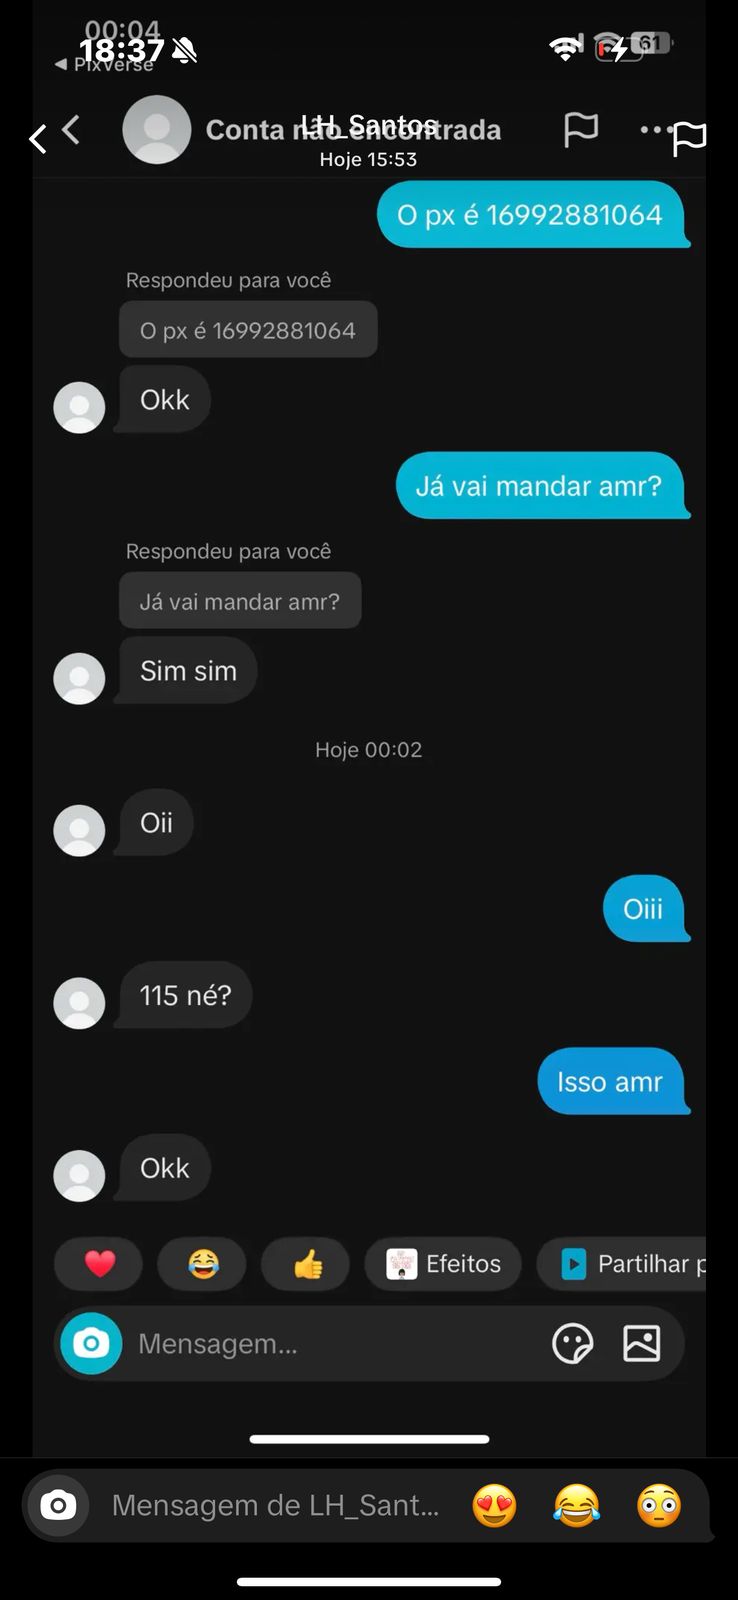 00:04
18:37
61
◄ PixVerse
Conta não encontrada
LH_Santos
Hoje 15:53
O px é 16992881064
Respondeu para você
O px é 16992881064
Okk
Já vai mandar amr?
Respondeu para você
Já vai mandar amr?
Sim sim
Hoje 00:02
Oii
Oiii
115 né?
Isso amr
Okk
Efeitos
Partilhar p
Mensagem...
Mensagem de LH_Sant...